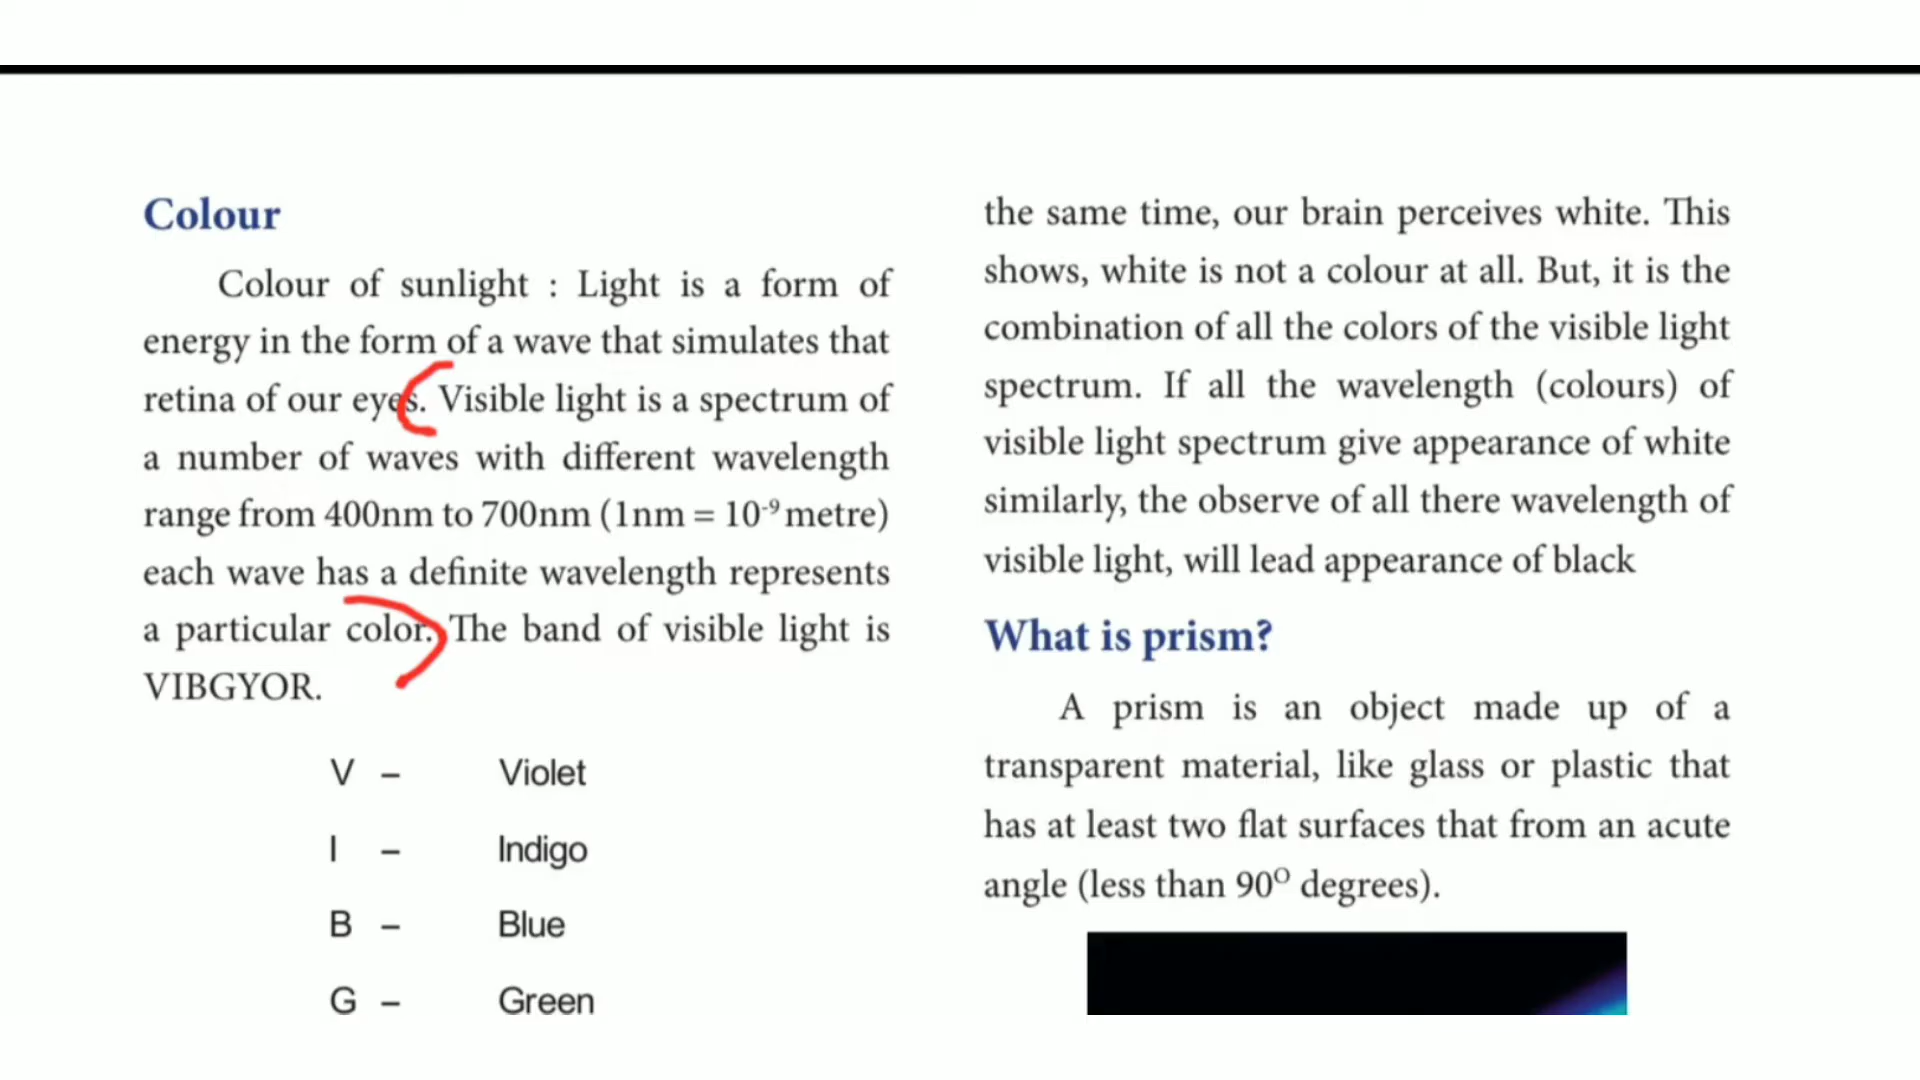 Colour
Colour of sunlight : Light is a form of
energy in the form of a wave that simulates that
retina of our eyes. Visible light is a spectrum of
a number of waves with different wavelength
range from 400nm to 700nm (1nm = 10⁻⁹ metre)
each wave has a definite wavelength represents
a particular color. The band of visible light is
VIBGYOR.
V – Violet
I – Indigo
B – Blue
G – Green
the same time, our brain perceives white. This
shows, white is not a colour at all. But, it is the
combination of all the colors of the visible light
spectrum. If all the wavelength (colours) of
visible light spectrum give appearance of white
similarly, the observe of all there wavelength of
visible light, will lead appearance of black
What is prism?
A prism is an object made up of a
transparent material, like glass or plastic that
has at least two flat surfaces that from an acute
angle (less than 90ᴼ degrees).